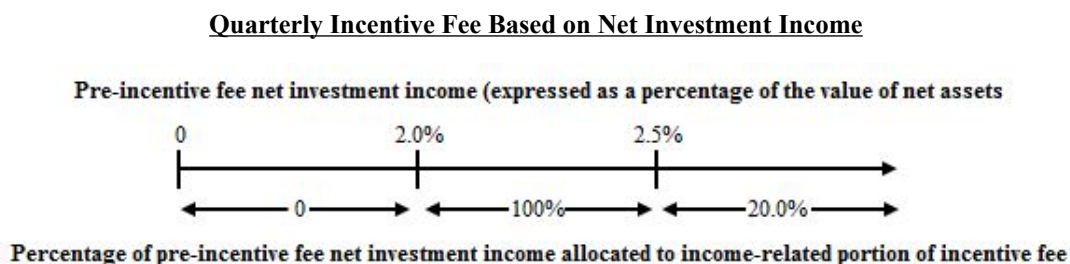 Quarterly Incentive Fee Based on Net Investment Income
Pre-incentive fee net investment income (expressed as a percentage of the value of net assets
0 2.0% 2.5%
0 100% 20.0%
Percentage of pre-incentive fee net investment income allocated to income-related portion of incentive fee